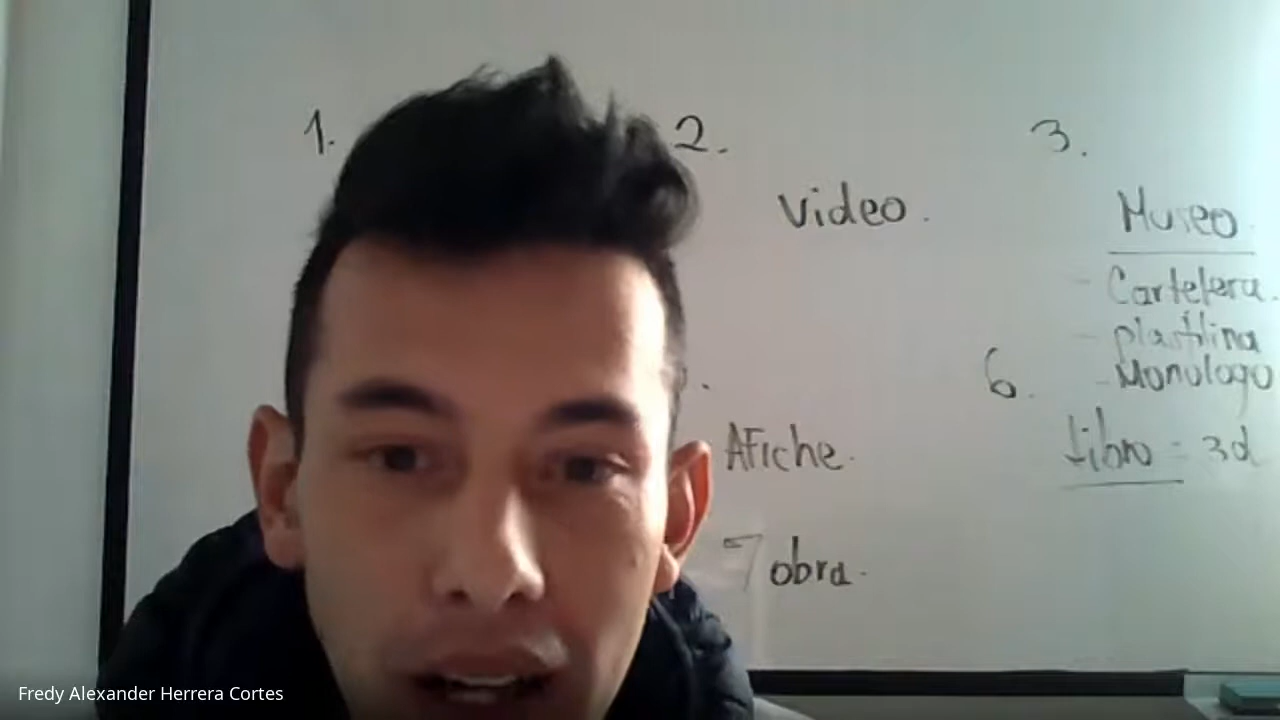 1.
2.
3.
video.
Museo.
- Cartelera.
- plastilina
6.
- Monologo
Afiche.
libro = 3d
7 obra.
Fredy Alexander Herrera Cortes